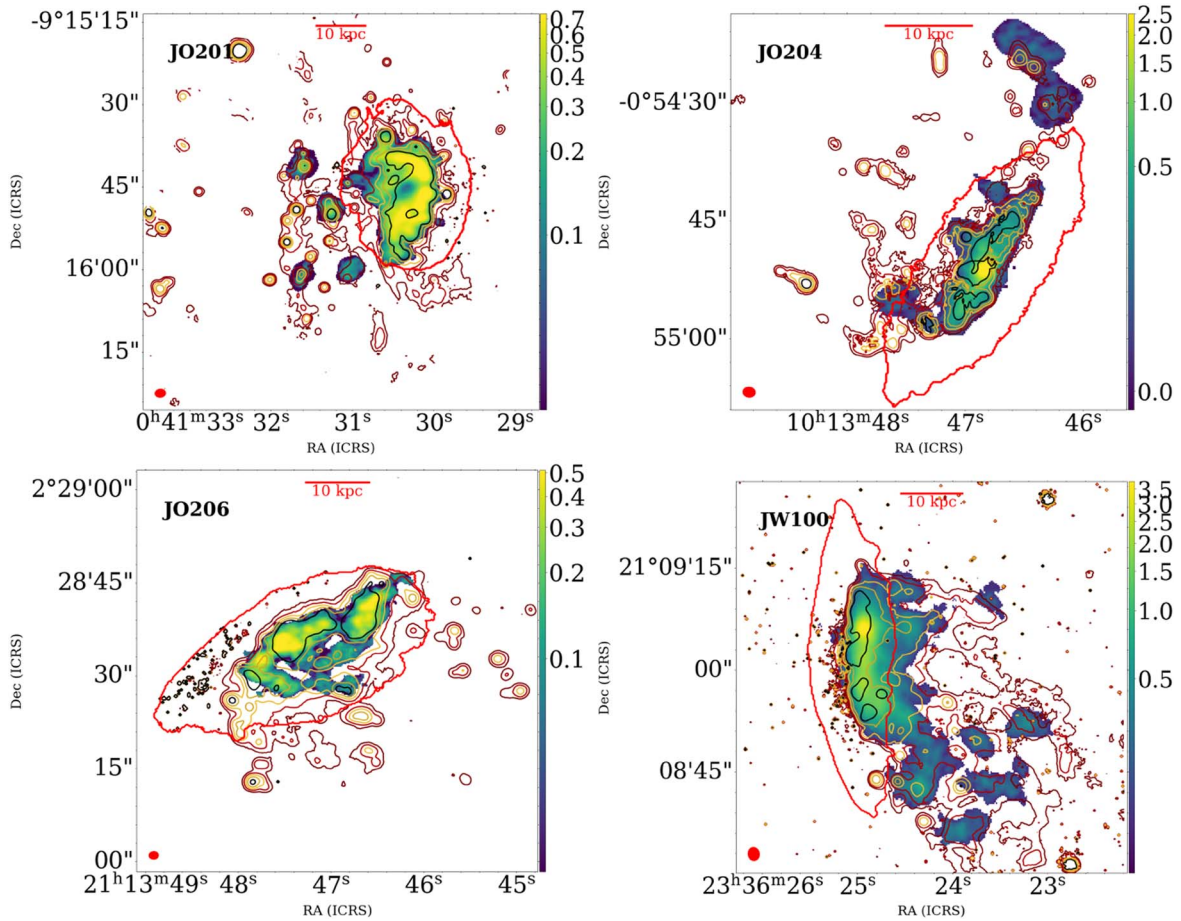 -9°15'15"
10 kpc
JO201
0.7
0.6
0.5
0.4
0.3
0.2
0.1
30"
45"
16'00"
15"
Dec (ICRS)
0ʰ41ᵐ33ˢ 32ˢ 31ˢ 30ˢ 29ˢ
RA (ICRS)
10 kpc
JO204
2.5
2.0
1.5
1.0
0.5
0.0
-0°54'30"
45"
55'00"
Dec (ICRS)
10ʰ13ᵐ48ˢ 47ˢ 46ˢ
RA (ICRS)
2°29'00"
10 kpc
JO206
0.5
0.4
0.3
0.2
0.1
28'45"
30"
15"
00"
Dec (ICRS)
21ʰ13ᵐ49ˢ 48ˢ 47ˢ 46ˢ 45ˢ
RA (ICRS)
10 kpc
JW100
3.5
3.0
2.5
2.0
1.5
1.0
0.5
21°09'15"
00"
08'45"
Dec (ICRS)
23ʰ36ᵐ26ˢ 25ˢ 24ˢ 23ˢ
RA (ICRS)